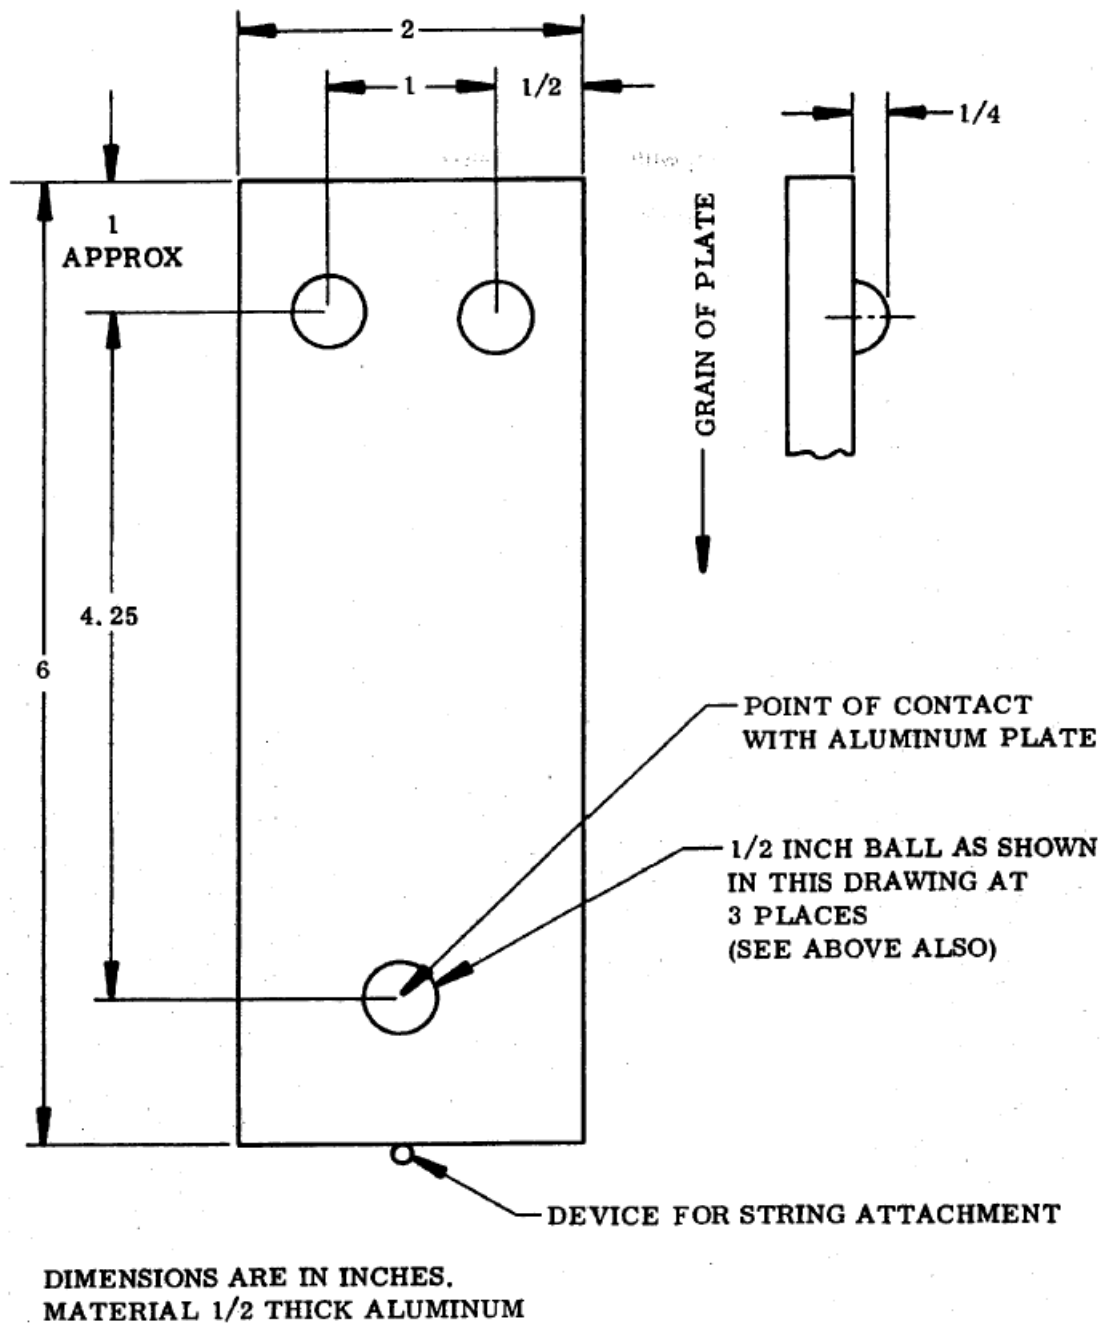 2
1
1/2
1/4
1
APPROX
GRAIN OF PLATE
4.25
6
POINT OF CONTACT
WITH ALUMINUM PLATE
1/2 INCH BALL AS SHOWN
IN THIS DRAWING AT
3 PLACES
(SEE ABOVE ALSO)
DEVICE FOR STRING ATTACHMENT
DIMENSIONS ARE IN INCHES.
MATERIAL 1/2 THICK ALUMINUM